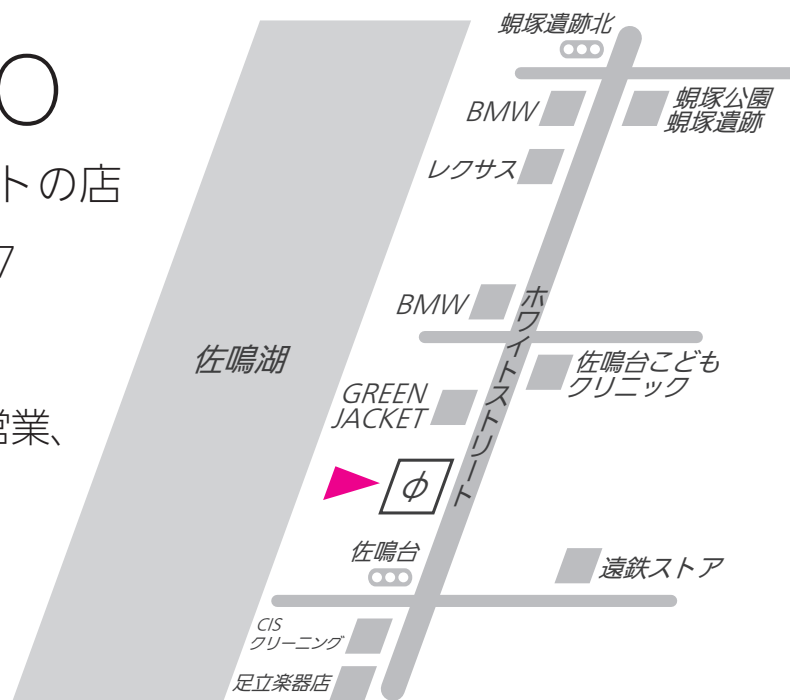 O
トの店
営業、
蜆塚遺跡北
BMW
蜆塚公園
蜆塚遺跡
レクサス
BMW
ホワイトストリート
佐鳴湖
佐鳴台こども
クリニック
GREEN
JACKET
φ
佐鳴台
遠鉄ストア
CIS
クリーニング
足立楽器店